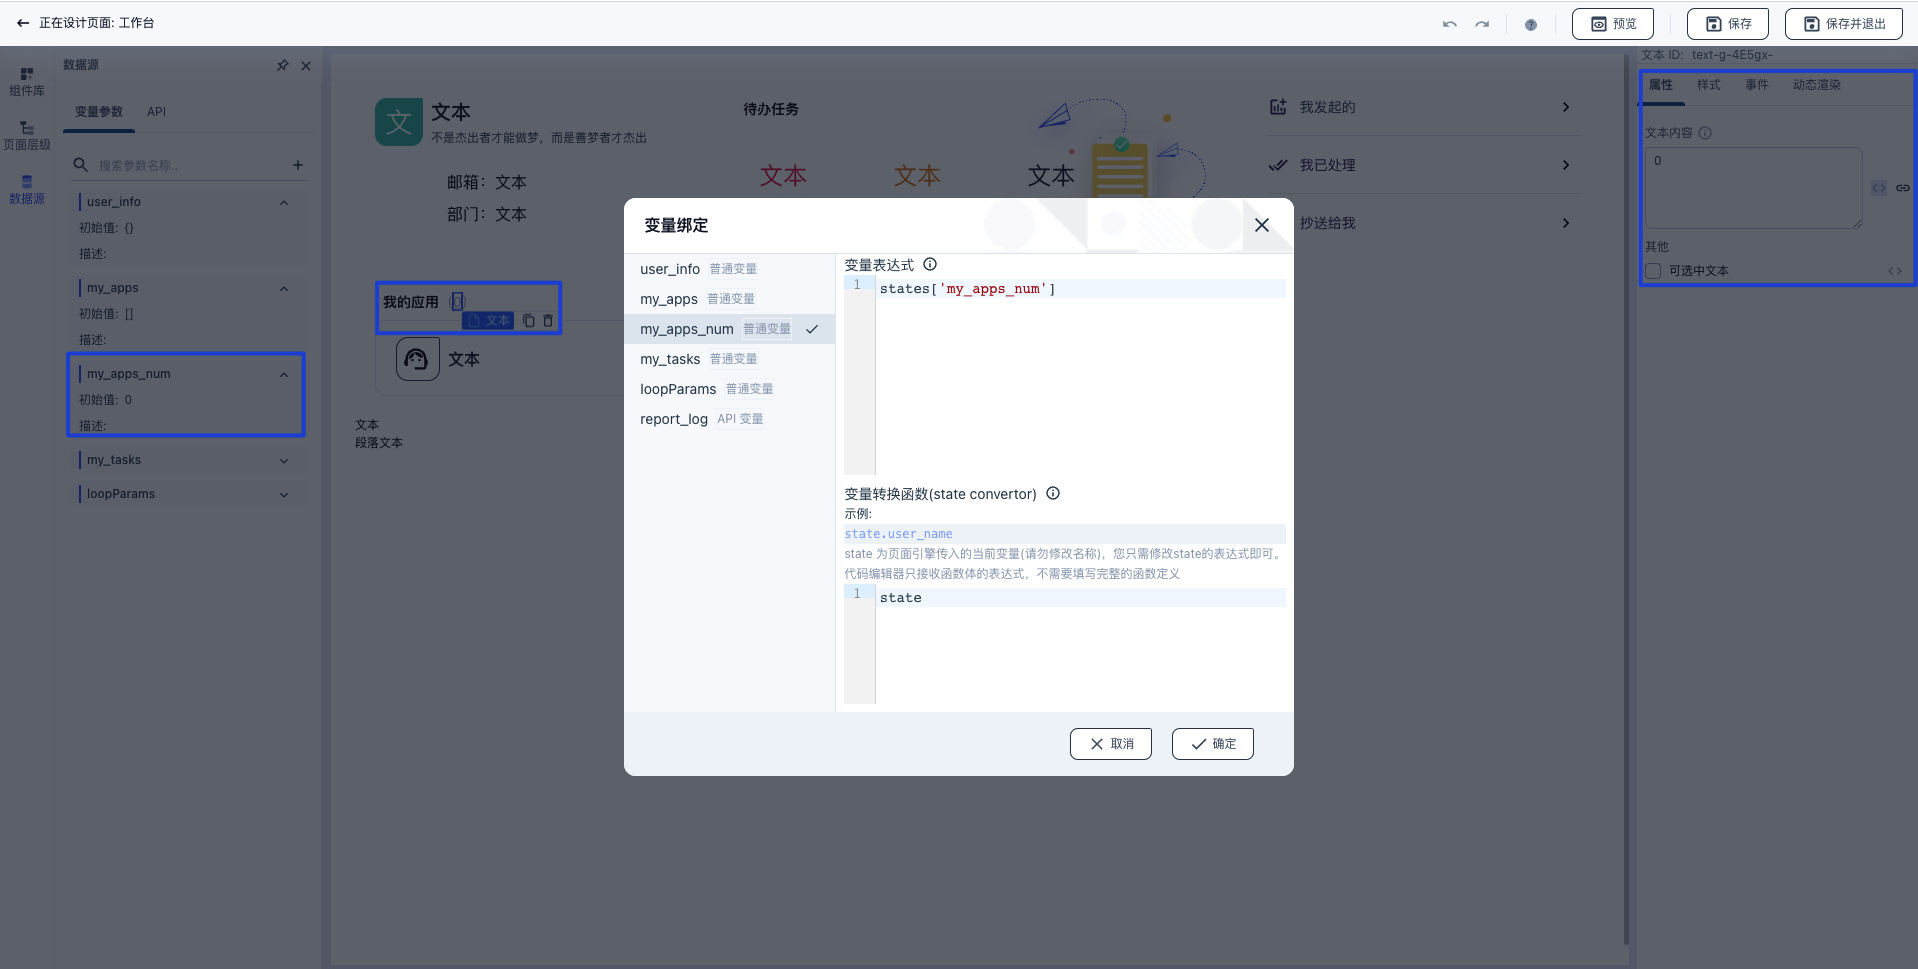 正在设计页面: 工作台
预览
保存
保存并退出
组件库
页面层级
数据源
数据源
变量参数
API
搜索参数名称..
user_info
初始值: {}
描述:
my_apps
初始值: []
描述:
my_apps_num
初始值: 0
描述:
my_tasks
loopParams
文
文本
不是杰出者才能做梦，而是善梦者才杰出
邮箱：文本
部门：文本
待办任务
文本
文本
文本
我发起的
我已处理
抄送给我
我的应用
(0)
文本
文本
文本
段落文本
变量绑定
user_info 普通变量
my_apps 普通变量
my_apps_num 普通变量
my_tasks 普通变量
loopParams 普通变量
report_log API 变量
变量表达式
1 states['my_apps_num']
变量转换函数(state convertor)
示例:
state.user_name
state 为页面引擎传入的当前变量(请勿修改名称)，您只需修改state的表达式即可。
代码编辑器只接收函数体的表达式，不需要填写完整的函数定义
1 state
取消
确定
文本 ID: text-g-4E5gx-
属性
样式
事件
动态渲染
文本内容
0
其他
可选中文本